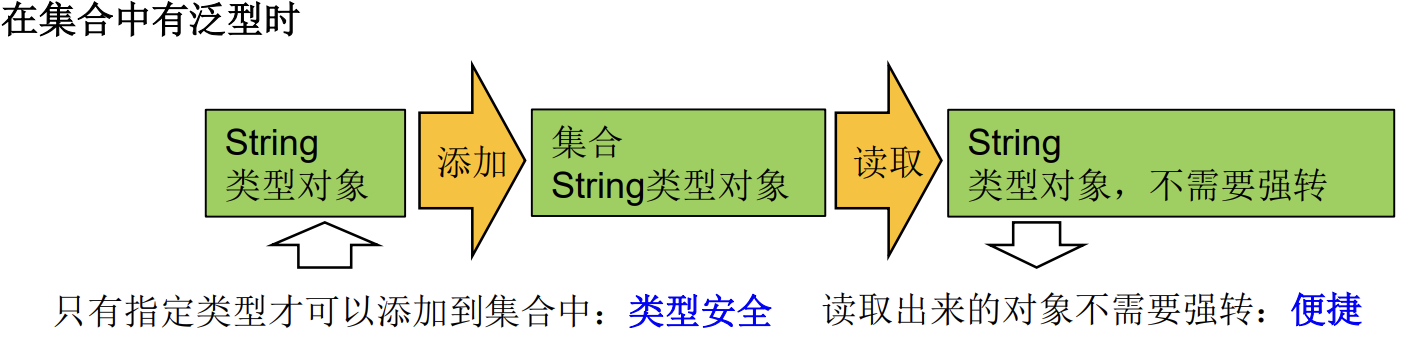 在集合中有泛型时
String
类型对象
添加
集合
String类型对象
读取
String
类型对象，不需要强转
只有指定类型才可以添加到集合中：类型安全
读取出来的对象不需要强转：便捷